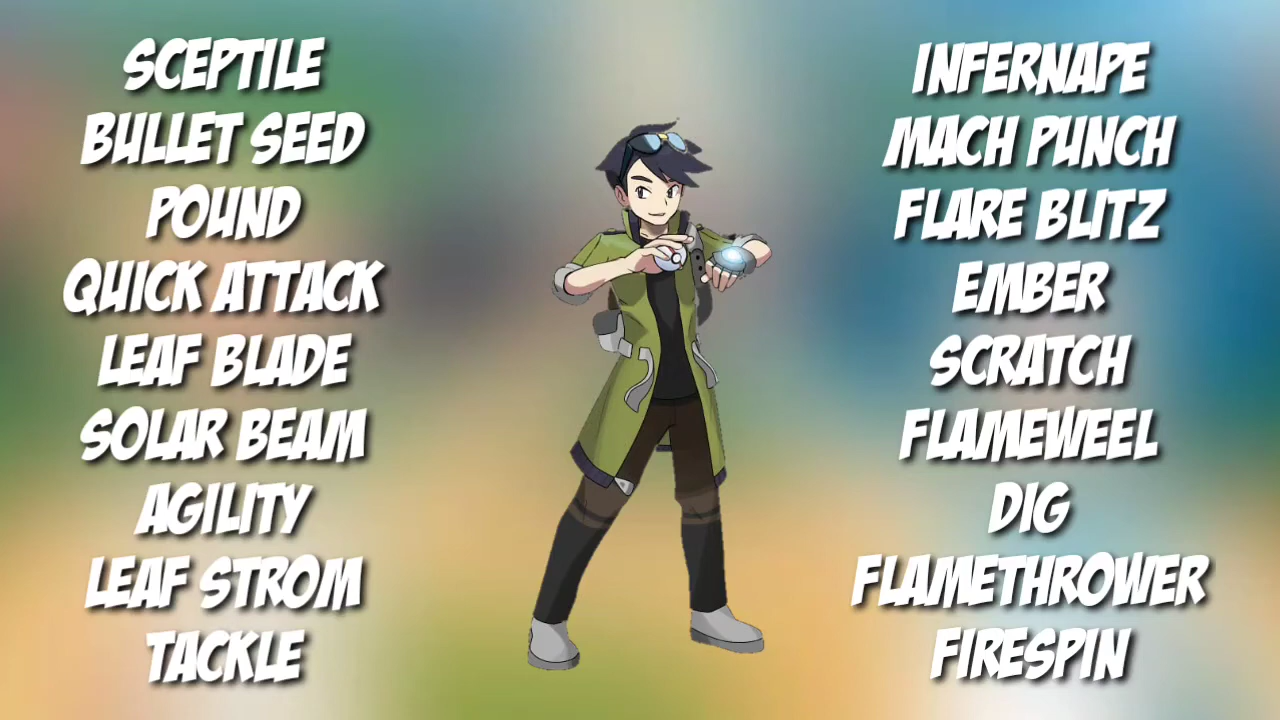 SCEPTILE
BULLET SEED
POUND
QUICK ATTACK
LEAF BLADE
SOLAR BEAM
AGILITY
LEAF STROM
TACKLE
INFERNAPE
MACH PUNCH
FLARE BLITZ
EMBER
SCRATCH
FLAMEWEEL
DIG
FLAMETHROWER
FIRESPIN